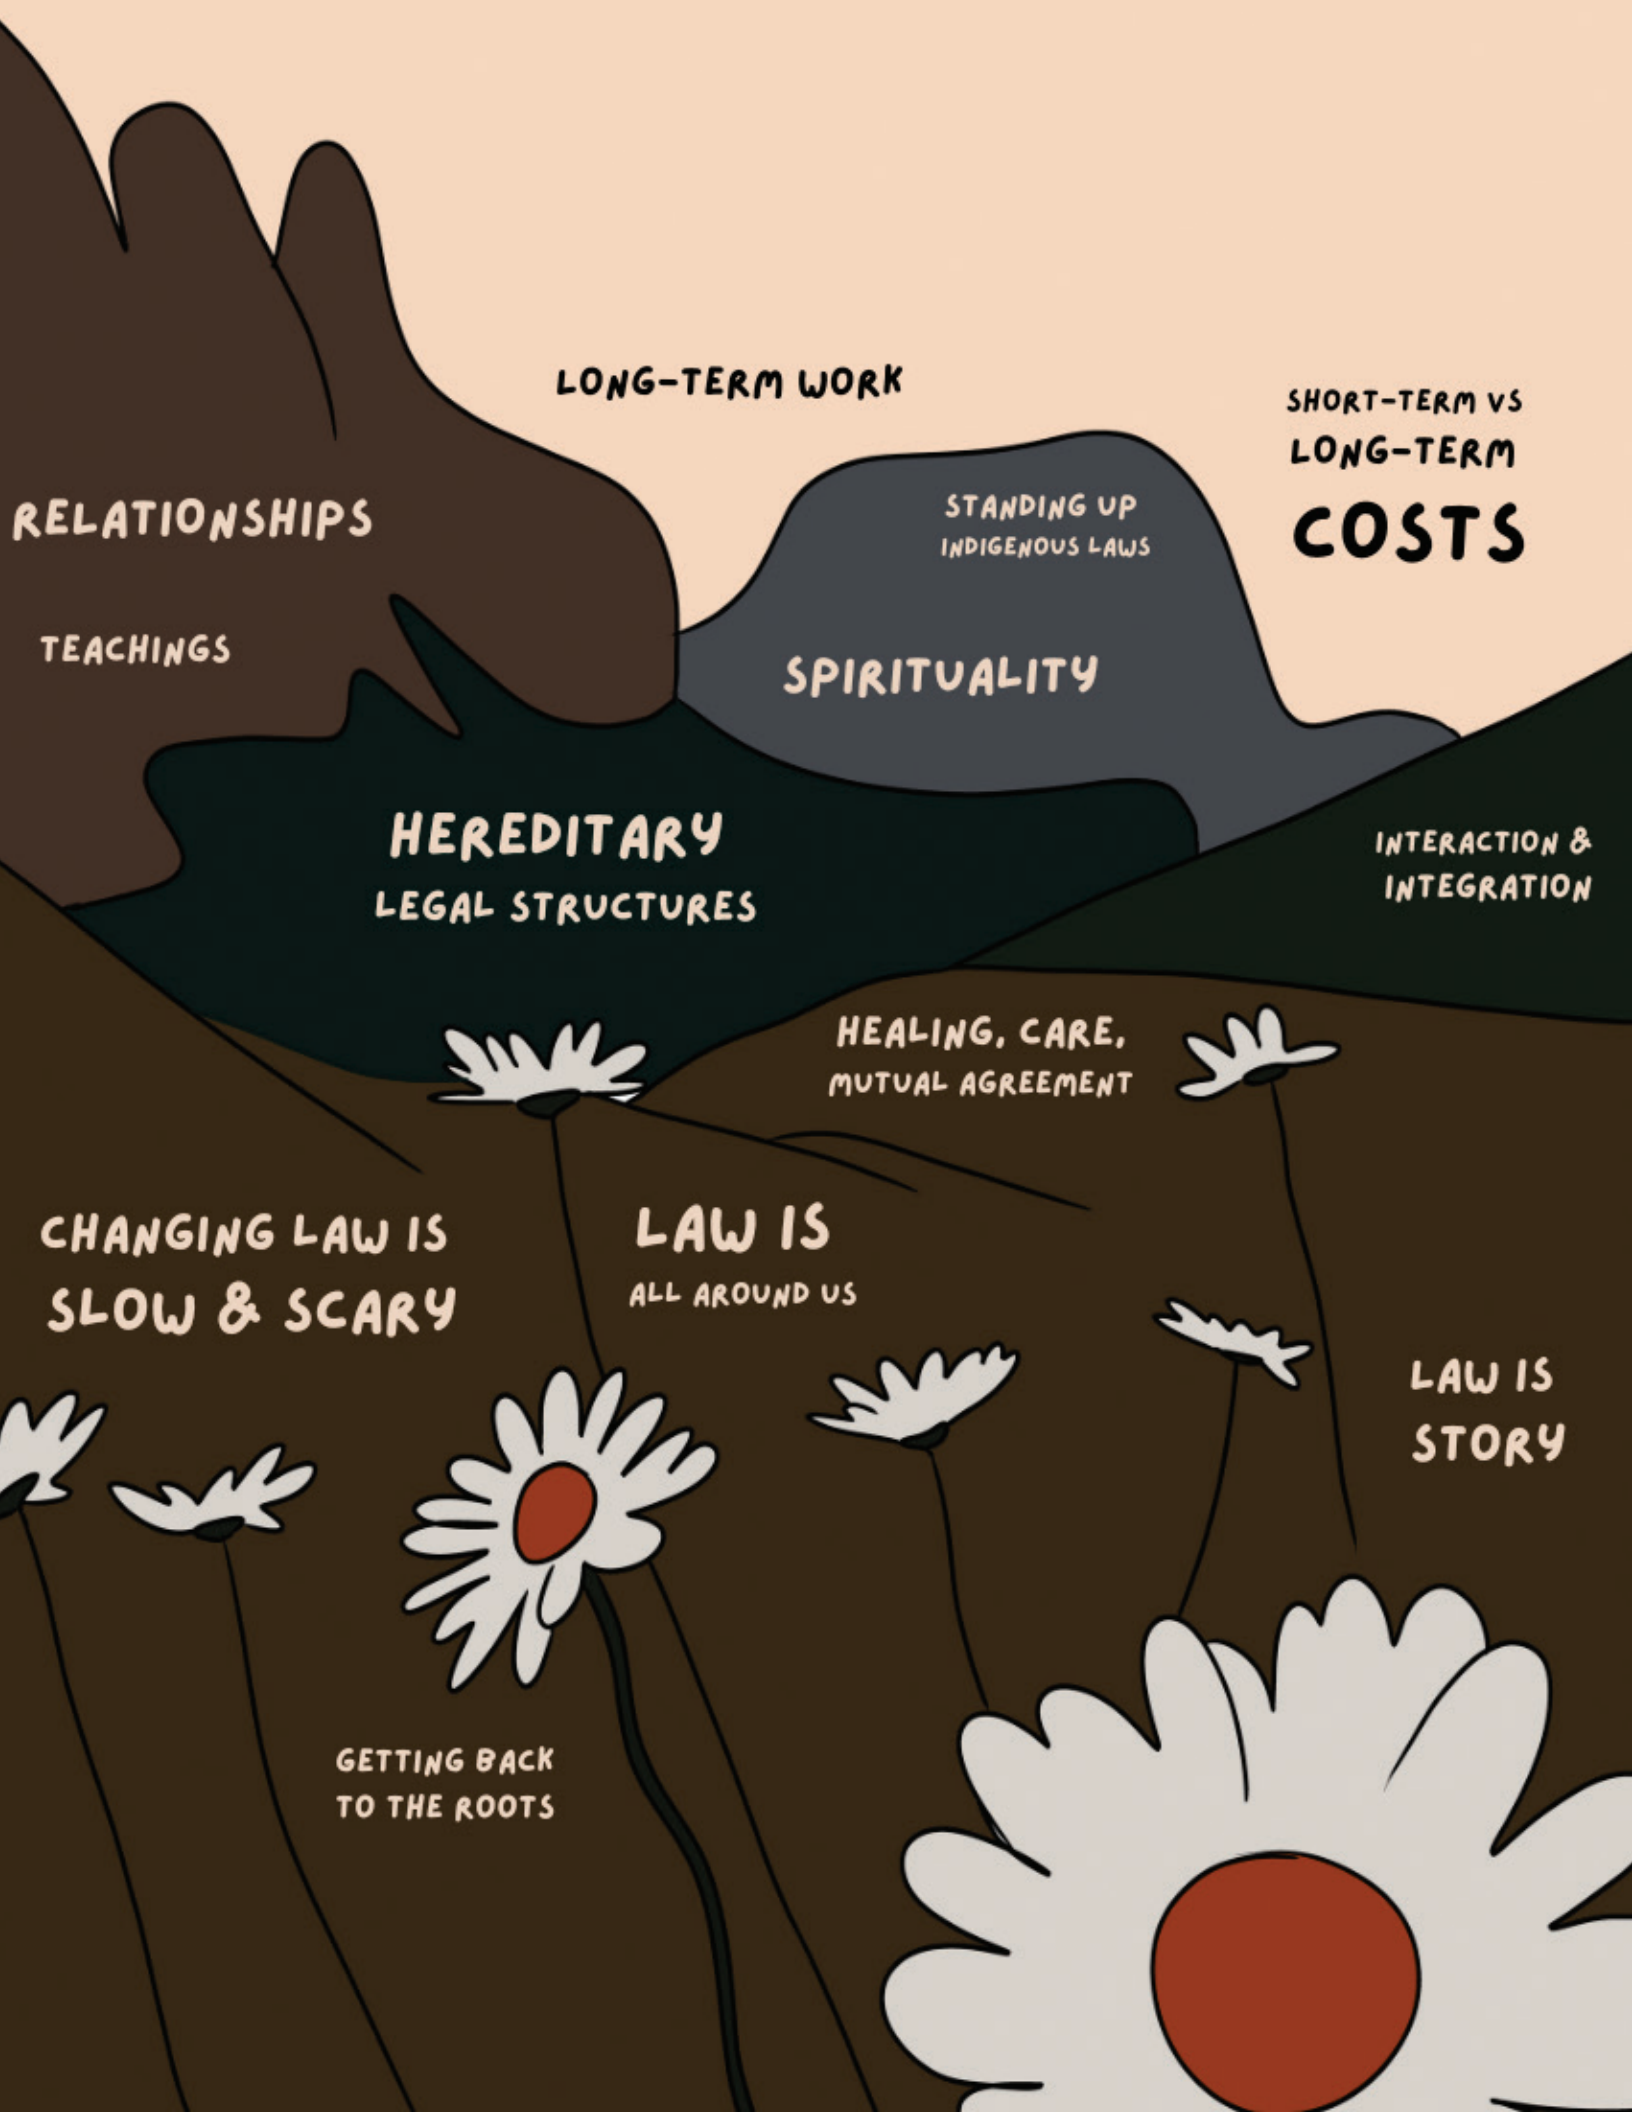 LONG-TERM WORK
SHORT-TERM VS
LONG-TERM
COSTS
RELATIONSHIPS
TEACHINGS
STANDING UP
INDIGENOUS LAWS
SPIRITUALITY
HEREDITARY
LEGAL STRUCTURES
INTERACTION &
INTEGRATION
HEALING, CARE,
MUTUAL AGREEMENT
CHANGING LAW IS
SLOW & SCARY
LAW IS
ALL AROUND US
LAW IS
STORY
GETTING BACK
TO THE ROOTS